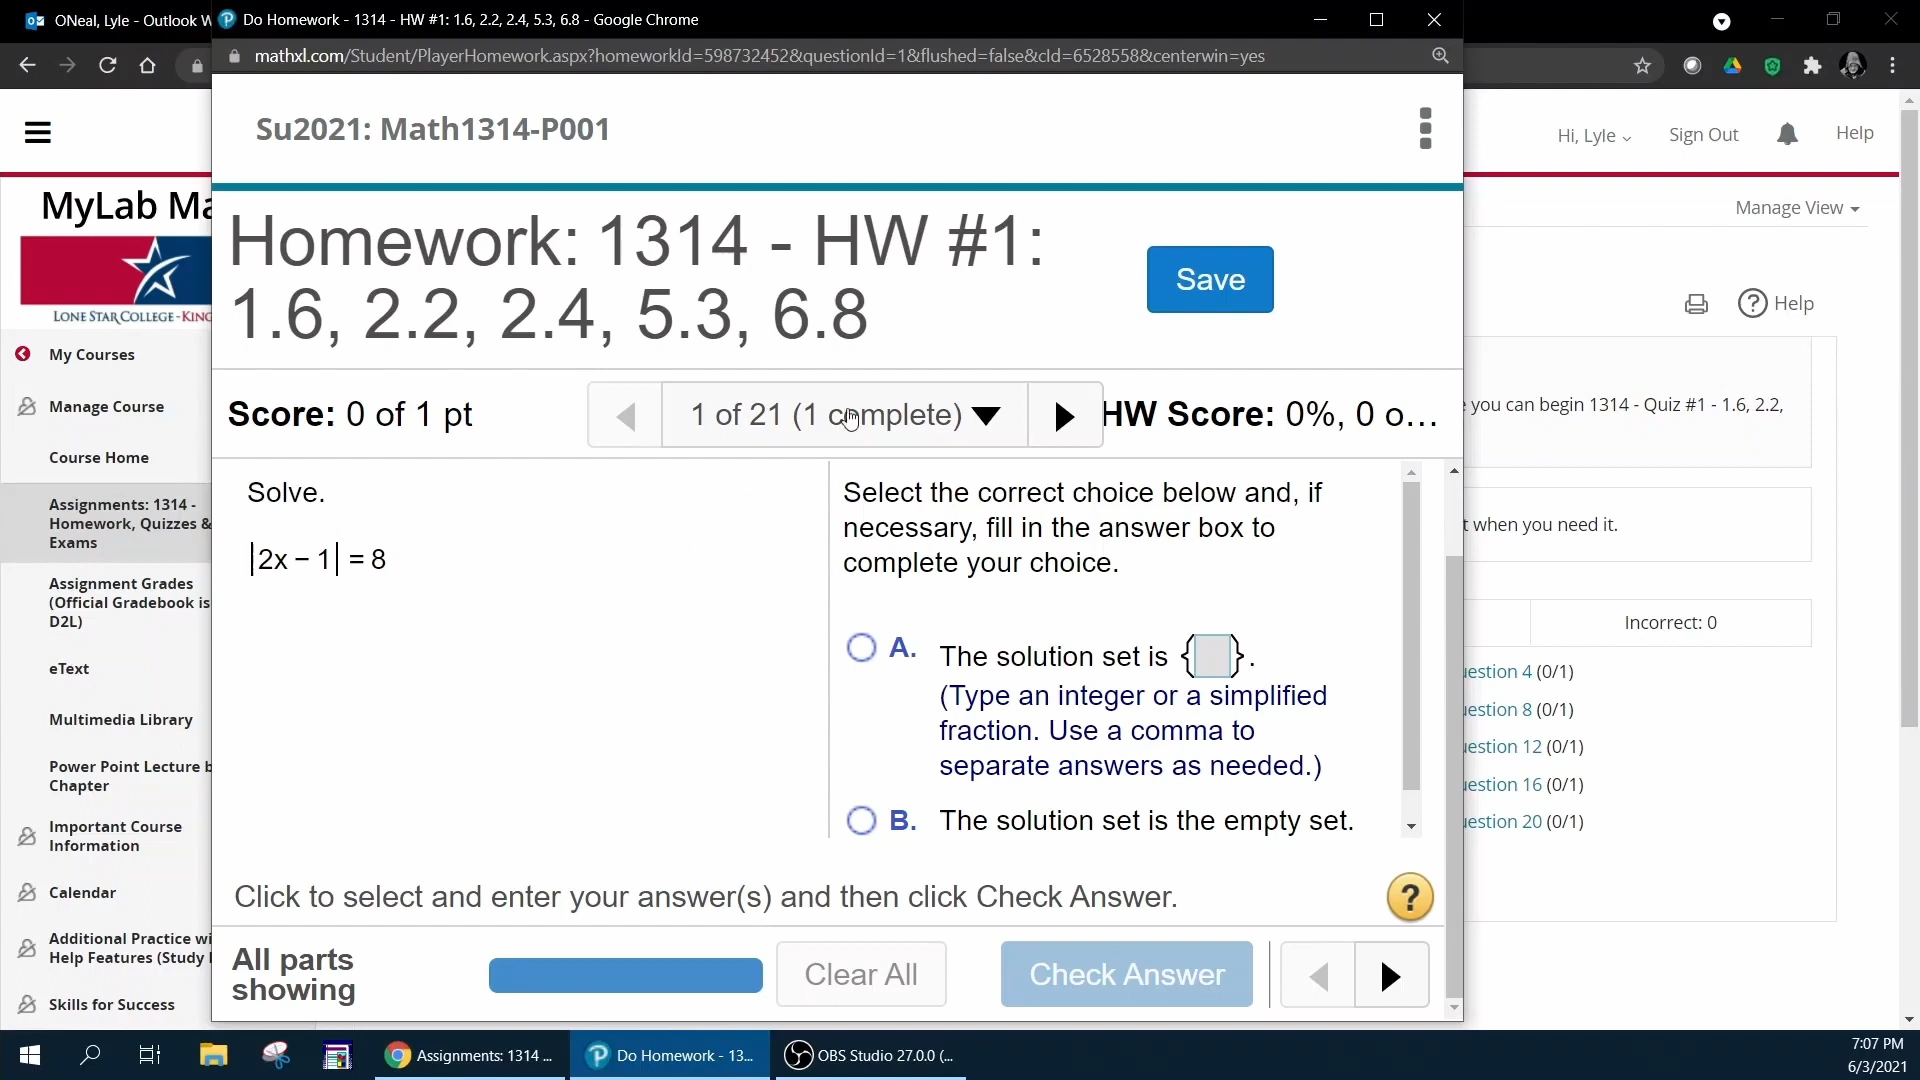 ONeal, Lyle - Outlook W
Do Homework - 1314 - HW #1: 1.6, 2.2, 2.4, 5.3, 6.8 - Google Chrome
mathxl.com/Student/PlayerHomework.aspx?homeworkId=598732452&questionId=1&flushed=false&cId=6528558&centerwin=yes
Su2021: Math1314-P001
Hi, Lyle
Sign Out
Help
MyLab Ma
Manage View
LONE STAR COLLEGE-KING
Homework: 1314 - HW #1:
1.6, 2.2, 2.4, 5.3, 6.8
Save
Help
My Courses
Manage Course
Course Home
Assignments: 1314 -
Homework, Quizzes &
Exams
Assignment Grades
(Official Gradebook is
D2L)
eText
Multimedia Library
Power Point Lecture b
Chapter
Important Course
Information
Calendar
Additional Practice wi
Help Features (Study
Skills for Success
Score: 0 of 1 pt
1 of 21 (1 complete)
HW Score: 0%, 0 o...
Solve.
|2x − 1| = 8
Select the correct choice below and, if
necessary, fill in the answer box to
complete your choice.
A. The solution set is { }.
(Type an integer or a simplified
fraction. Use a comma to
separate answers as needed.)
B. The solution set is the empty set.
Click to select and enter your answer(s) and then click Check Answer.
?
All parts
showing
Clear All
Check Answer
you can begin 1314 - Quiz #1 - 1.6, 2.2,
t when you need it.
Incorrect: 0
uestion 4 (0/1)
uestion 8 (0/1)
uestion 12 (0/1)
uestion 16 (0/1)
uestion 20 (0/1)
Assignments: 1314 ...
Do Homework - 13...
OBS Studio 27.0.0 (...
7:07 PM
6/3/2021